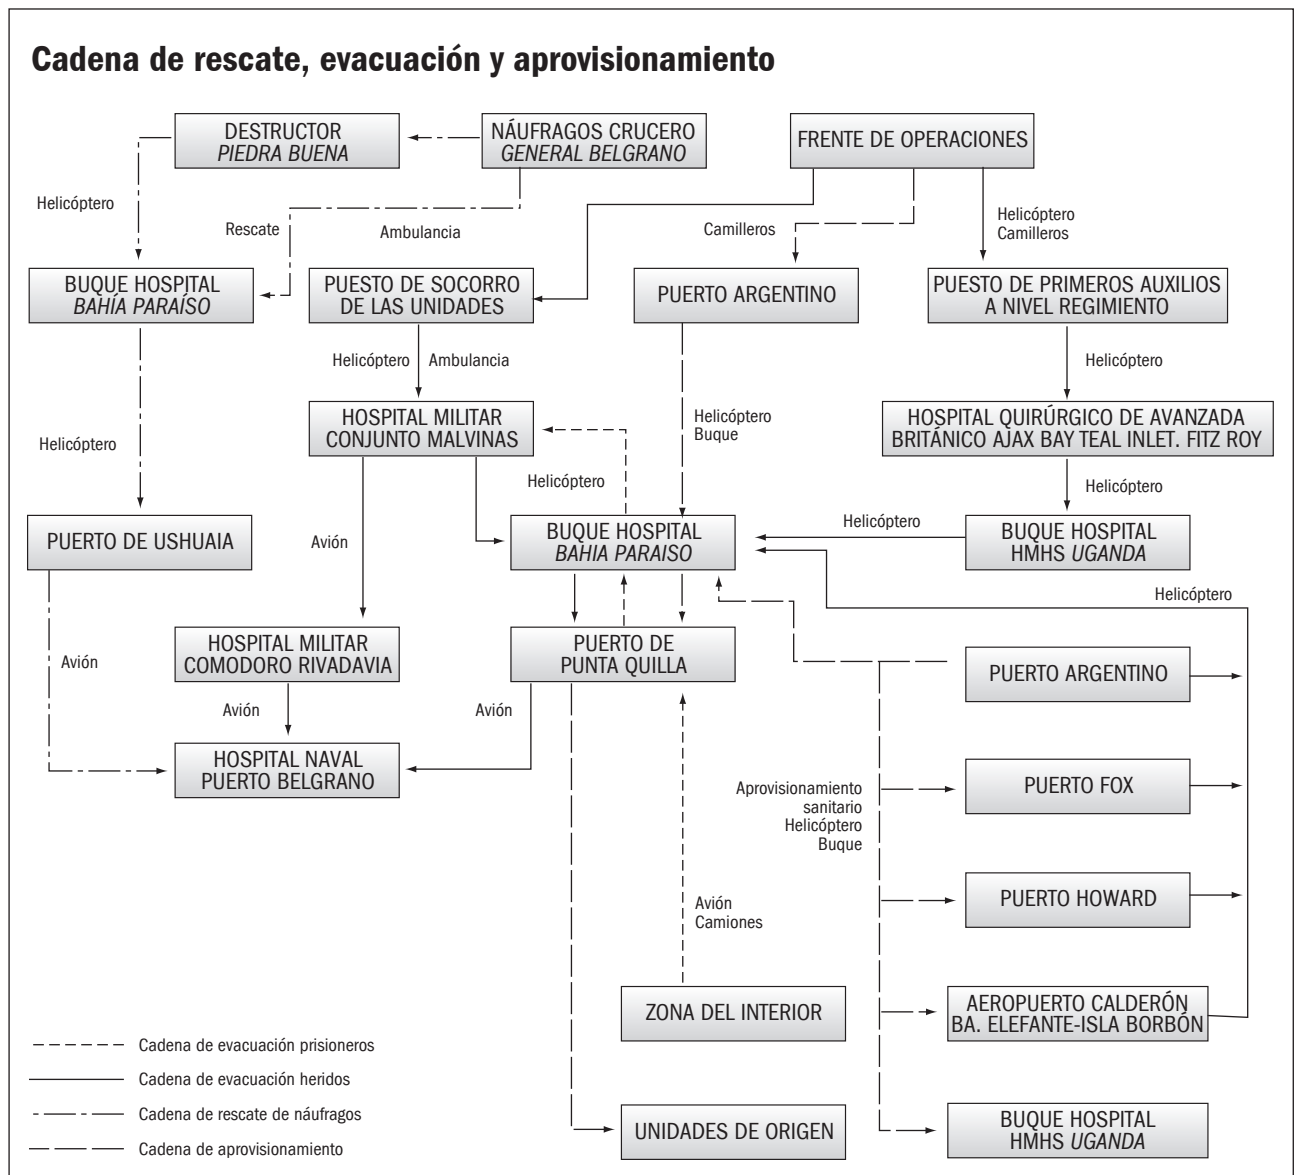 Cadena de rescate, evacuación y aprovisionamiento
DESTRUCTOR
PIEDRA BUENA
NÁUFRAGOS CRUCERO
GENERAL BELGRANO
FRENTE DE OPERACIONES
Helicóptero
Rescate
Ambulancia
Camilleros
Helicóptero
Camilleros
BUQUE HOSPITAL
BAHÍA PARAÍSO
PUESTO DE SOCORRO
DE LAS UNIDADES
PUERTO ARGENTINO
PUESTO DE PRIMEROS AUXILIOS
A NIVEL REGIMIENTO
Helicóptero
Ambulancia
Helicóptero
HOSPITAL MILITAR
CONJUNTO MALVINAS
Helicóptero
Buque
HOSPITAL QUIRÚRGICO DE AVANZADA
BRITÁNICO AJAX BAY TEAL INLET. FITZ ROY
Helicóptero
Helicóptero
Helicóptero
PUERTO DE USHUAIA
Avión
BUQUE HOSPITAL
BAHIA PARAISO
Helicóptero
BUQUE HOSPITAL
HMHS UGANDA
Helicóptero
Avión
HOSPITAL MILITAR
COMODORO RIVADAVIA
PUERTO DE
PUNTA QUILLA
PUERTO ARGENTINO
Avión
Avión
HOSPITAL NAVAL
PUERTO BELGRANO
Aprovisionamiento
sanitario
Helicóptero
Buque
PUERTO FOX
PUERTO HOWARD
Avión
Camiones
ZONA DEL INTERIOR
AEROPUERTO CALDERÓN
BA. ELEFANTE-ISLA BORBÓN
UNIDADES DE ORIGEN
BUQUE HOSPITAL
HMHS UGANDA
Cadena de evacuación prisioneros
Cadena de evacuación heridos
Cadena de rescate de náufragos
Cadena de aprovisionamiento